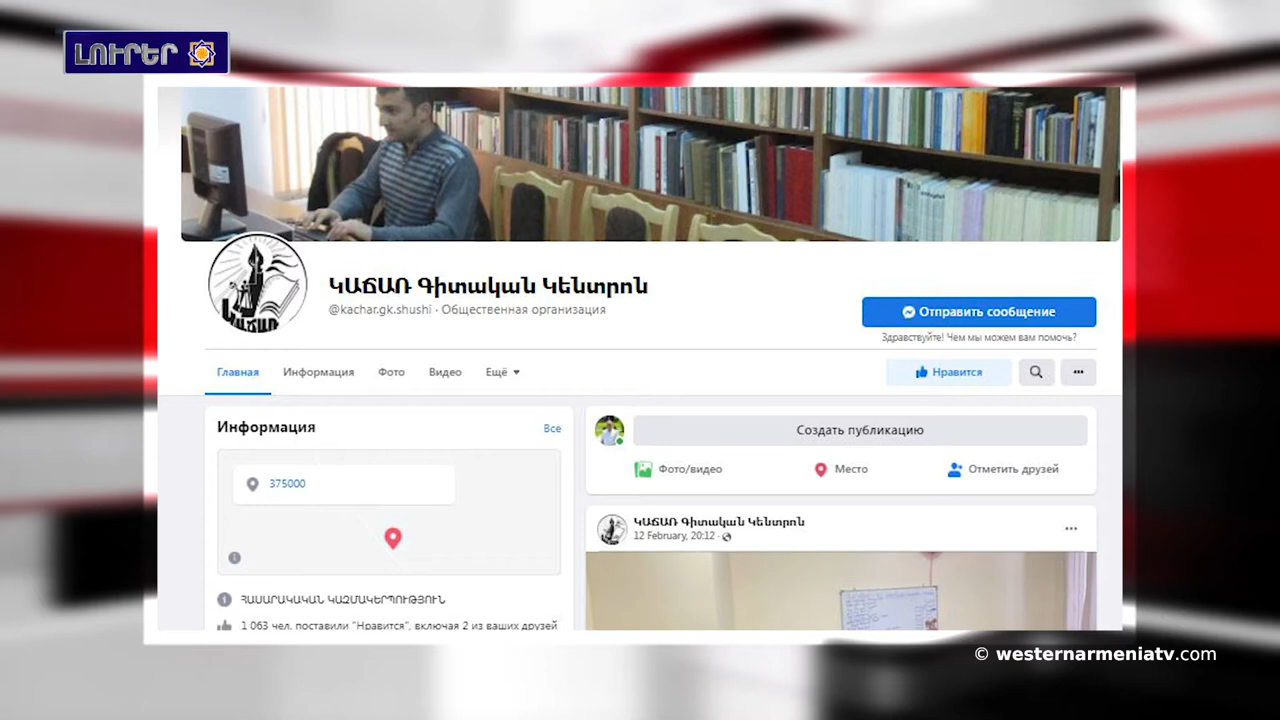 ԼՈՒՐԵՐ
ԿԱՃԱՌ
ԿԱՃԱՌ Գիտական Կենտրոն
@kachar.gk.shushi · Общественная организация
Отправить сообщение
Здравствуйте! Чем мы можем вам помочь?
Главная Информация Фото Видео Ещё
Нравится
Информация Все
375000
ՀԱՍԱՐԱԿԱԿԱՆ ԿԱԶՄԱԿԵՐՊՈՒԹՅՈՒՆ
1 063 чел. поставили "Нравится", включая 2 из ваших друзей
Создать публикацию
Фото/видео Место Отметить друзей
ԿԱՃԱՌ Գիտական Կենտրոն
12 February, 20:12 ·
© westernarmeniatv.com